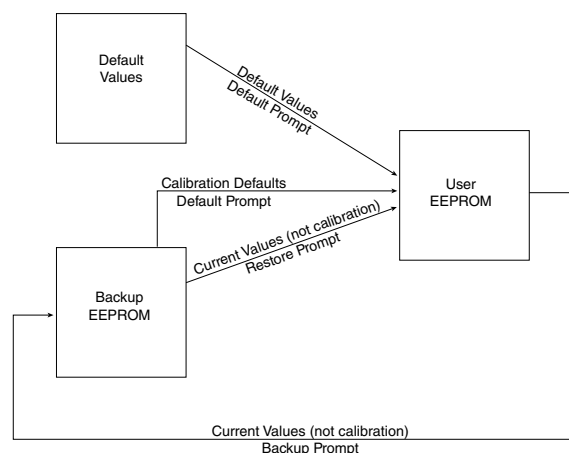 Default
Values
Default Values
Default Prompt
User
EEPROM
Calibration Defaults
Default Prompt
Current Values (not calibration)
Restore Prompt
Backup
EEPROM
Current Values (not calibration)
Backup Prompt